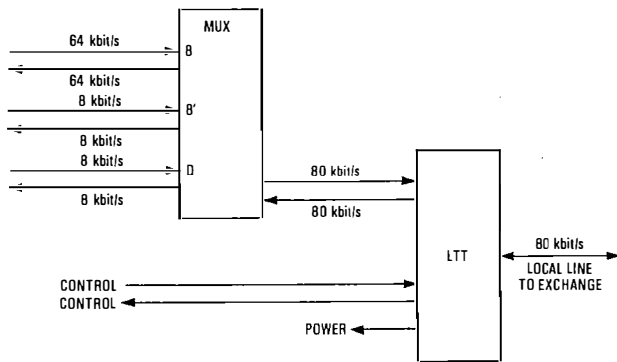 MUX
64 kbit/s
B
64 kbit/s
8 kbit/s
B'
8 kbit/s
8 kbit/s
D
8 kbit/s
80 kbit/s
80 kbit/s
LTT
80 kbit/s
LOCAL LINE
TO EXCHANGE
CONTROL
CONTROL
POWER